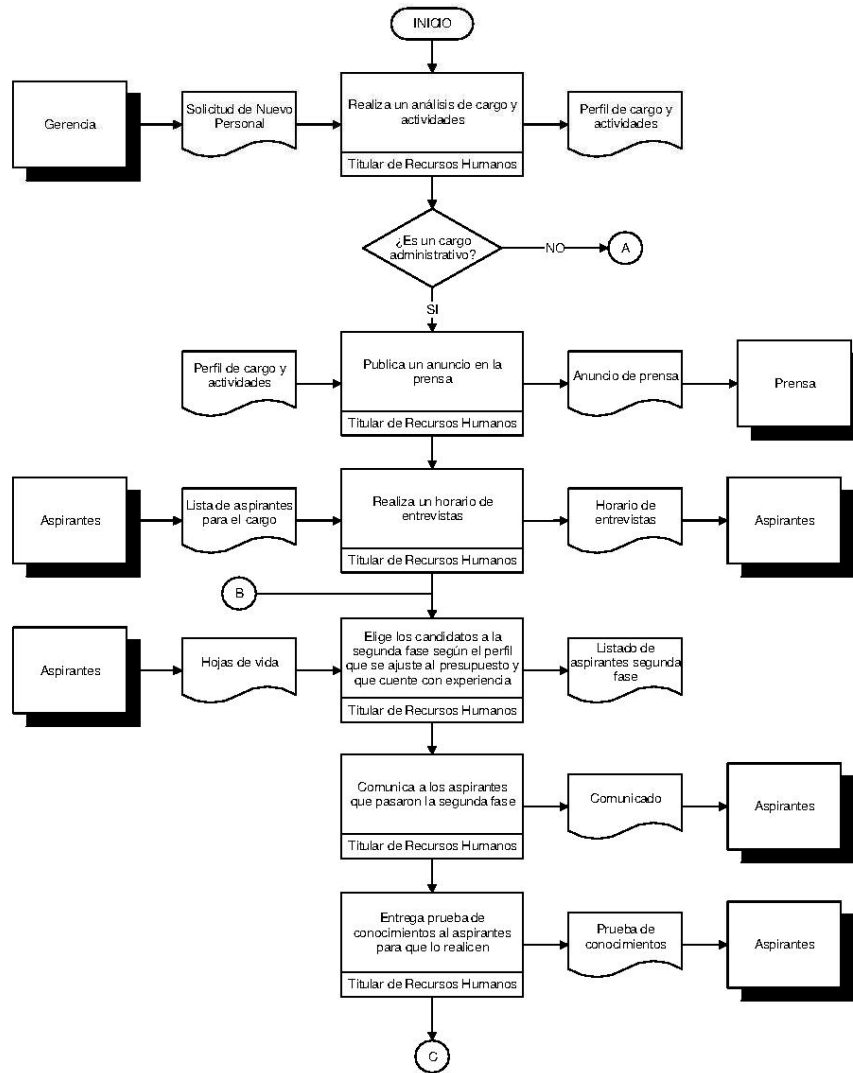 INICIO
Gerencia
Solicitud de Nuevo
Personal
Realiza un análisis de cargo y
actividades
Titular de Recursos Humanos
Perfil de cargo y
actividades
¿Es un cargo
administrativo?
NO
A
SI
Perfil de cargo y
actividades
Publica un anuncio en la
prensa
Titular de Recursos Humanos
Anuncio de prensa
Prensa
Aspirantes
Lista de aspirantes
para el cargo
Realiza un horario de
entrevistas
Titular de Recursos Humanos
Horario de
entrevistas
Aspirantes
B
Aspirantes
Hojas de vida
Elige los candidatos a la
segunda fase según el perfil
que se ajuste al presupuesto y
que cuente con experiencia
Titular de Recursos Humanos
Listado de
aspirantes segunda
fase
Comunica a los aspirantes
que pasaron la segunda fase
Titular de Recursos Humanos
Comunicado
Aspirantes
Entrega prueba de
conocimientos al aspirantes
para que lo realicen
Titular de Recursos Humanos
Prueba de
conocimientos
Aspirantes
C